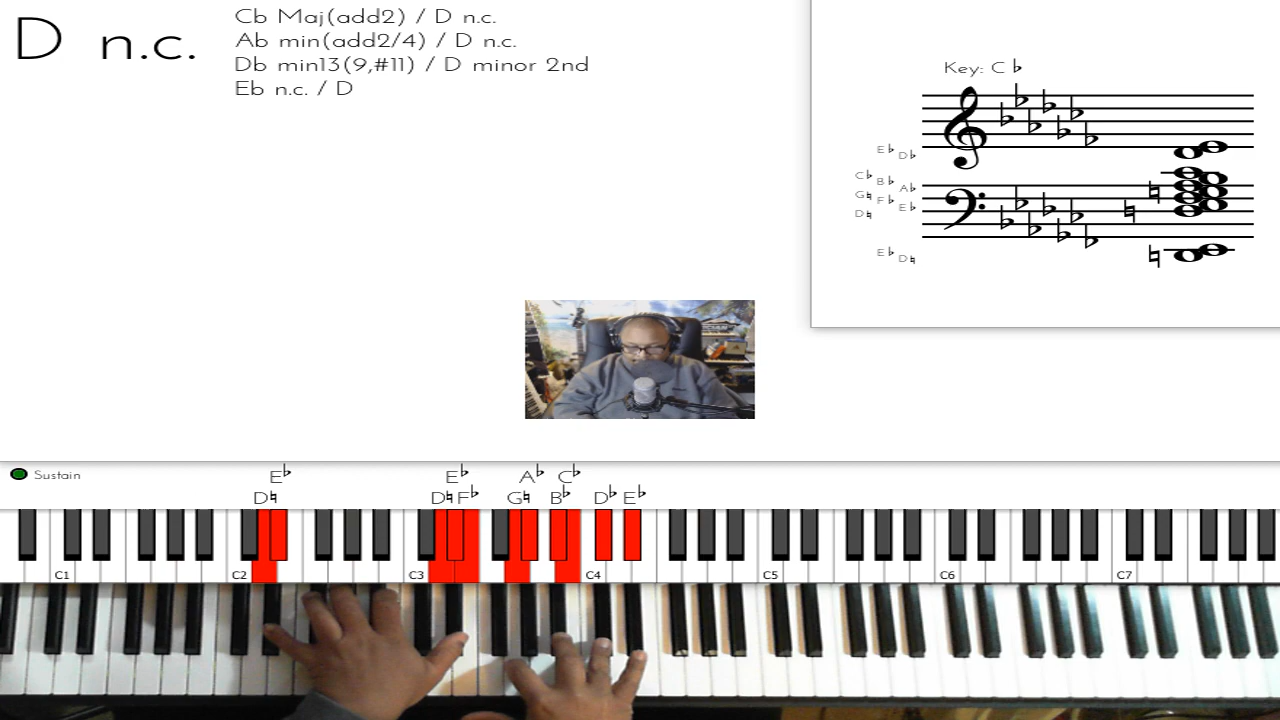 D n.c.
Cb Maj(add2) / D n.c.
Ab min(add2/4) / D n.c.
Db min13(9,#11) / D minor 2nd
Eb n.c. / D
Key: C♭
E♭ D♭
C♭ B♭ A♭
G♮ F♭ E♭
D♮
E♭ D♮
Sustain
E♭ E♭ A♭ C♭
D♮ D♮ F♭ G♮ B♭ D♭ E♭
C1 C2 C3 C4 C5 C6 C7